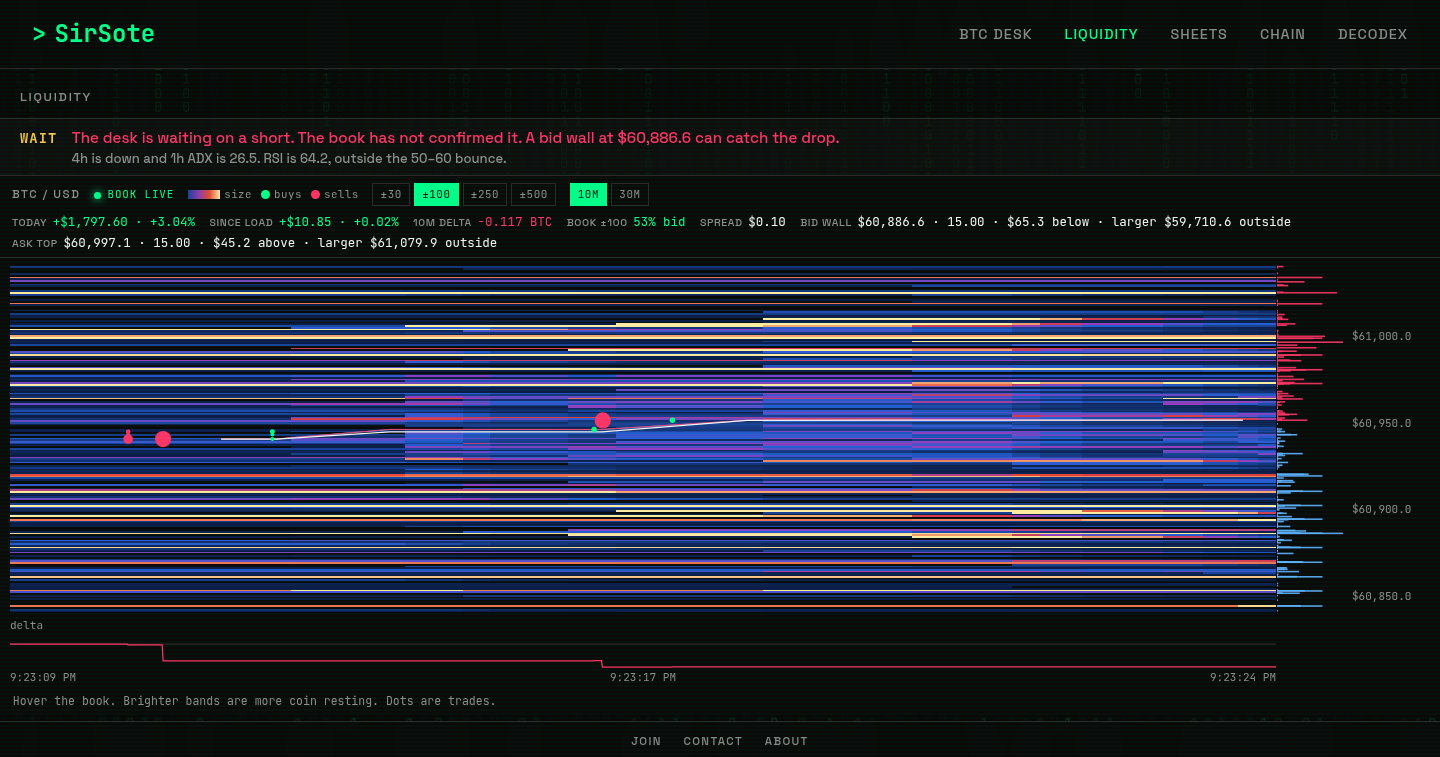 > SirSote
BTC DESK LIQUIDITY SHEETS CHAIN DECODEX
LIQUIDITY
WAIT The desk is waiting on a short. The book has not confirmed it. A bid wall at $60,886.6 can catch the drop.
4h is down and 1h ADX is 26.5. RSI is 64.2, outside the 50–60 bounce.
BTC / USD BOOK LIVE size buys sells ±30 ±100 ±250 ±500 10M 30M
TODAY +$1,797.60 · +3.04% SINCE LOAD +$10.85 · +0.02% 10M DELTA -0.117 BTC BOOK ±100 53% bid SPREAD $0.10 BID WALL $60,886.6 · 15.00 · $65.3 below · larger $59,710.6 outside
ASK TOP $60,997.1 · 15.00 · $45.2 above · larger $61,079.9 outside
$61,000.0
$60,950.0
$60,900.0
$60,850.0
delta
9:23:09 PM 9:23:17 PM 9:23:24 PM
Hover the book. Brighter bands are more coin resting. Dots are trades.
JOIN CONTACT ABOUT